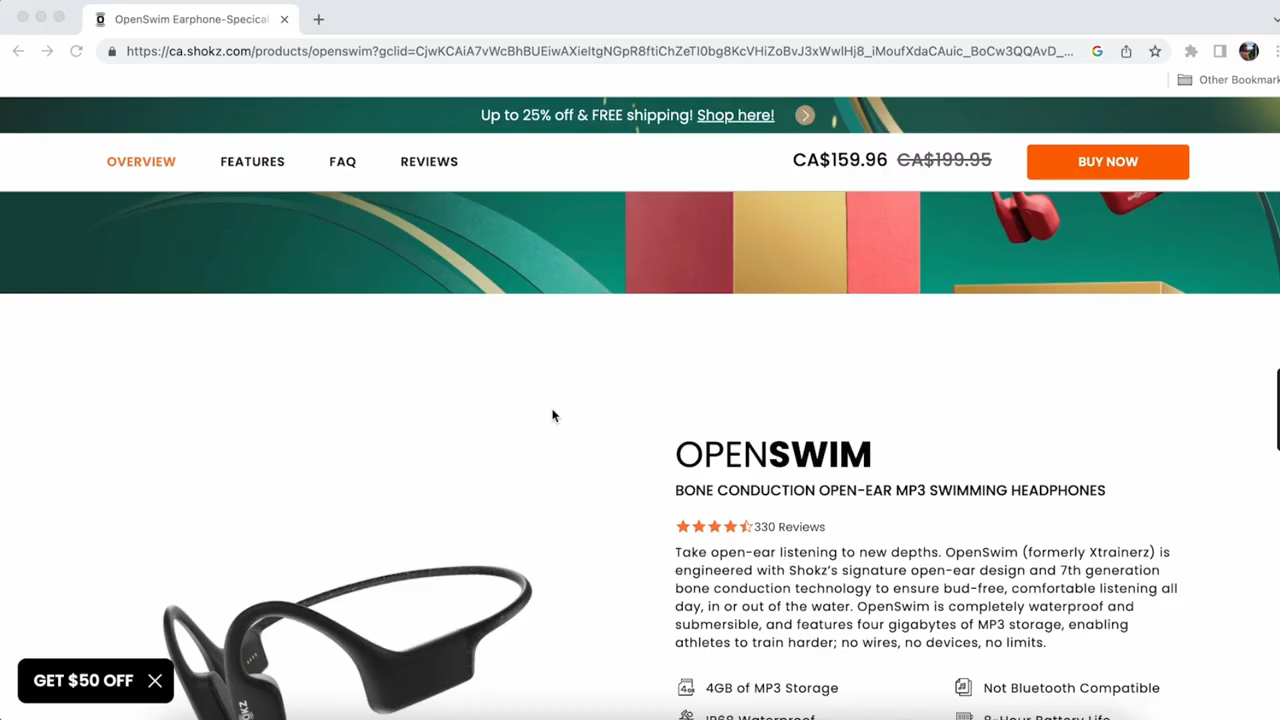 OpenSwim Earphone-Specical
https://ca.shokz.com/products/openswim?gclid=CjwKCAiA7vWcBhBUEiwAXieItgNGpR8ftiChZeTI0bg8KcVHiZoBvJ3xWwIHj8_iMoufXdaCAuic_BoCw3QQAvD_...
Other Bookmark
Up to 25% off & FREE shipping! Shop here!
OVERVIEW FEATURES FAQ REVIEWS CA$159.96 CA$199.95 BUY NOW
OPENSWIM
BONE CONDUCTION OPEN-EAR MP3 SWIMMING HEADPHONES
330 Reviews
Take open-ear listening to new depths. OpenSwim (formerly Xtrainerz) is
engineered with Shokz's signature open-ear design and 7th generation
bone conduction technology to ensure bud-free, comfortable listening all
day, in or out of the water. OpenSwim is completely waterproof and
submersible, and features four gigabytes of MP3 storage, enabling
athletes to train harder; no wires, no devices, no limits.
GET $50 OFF
4GB of MP3 Storage Not Bluetooth Compatible
IP68 Waterproof 8-Hour Battery Life